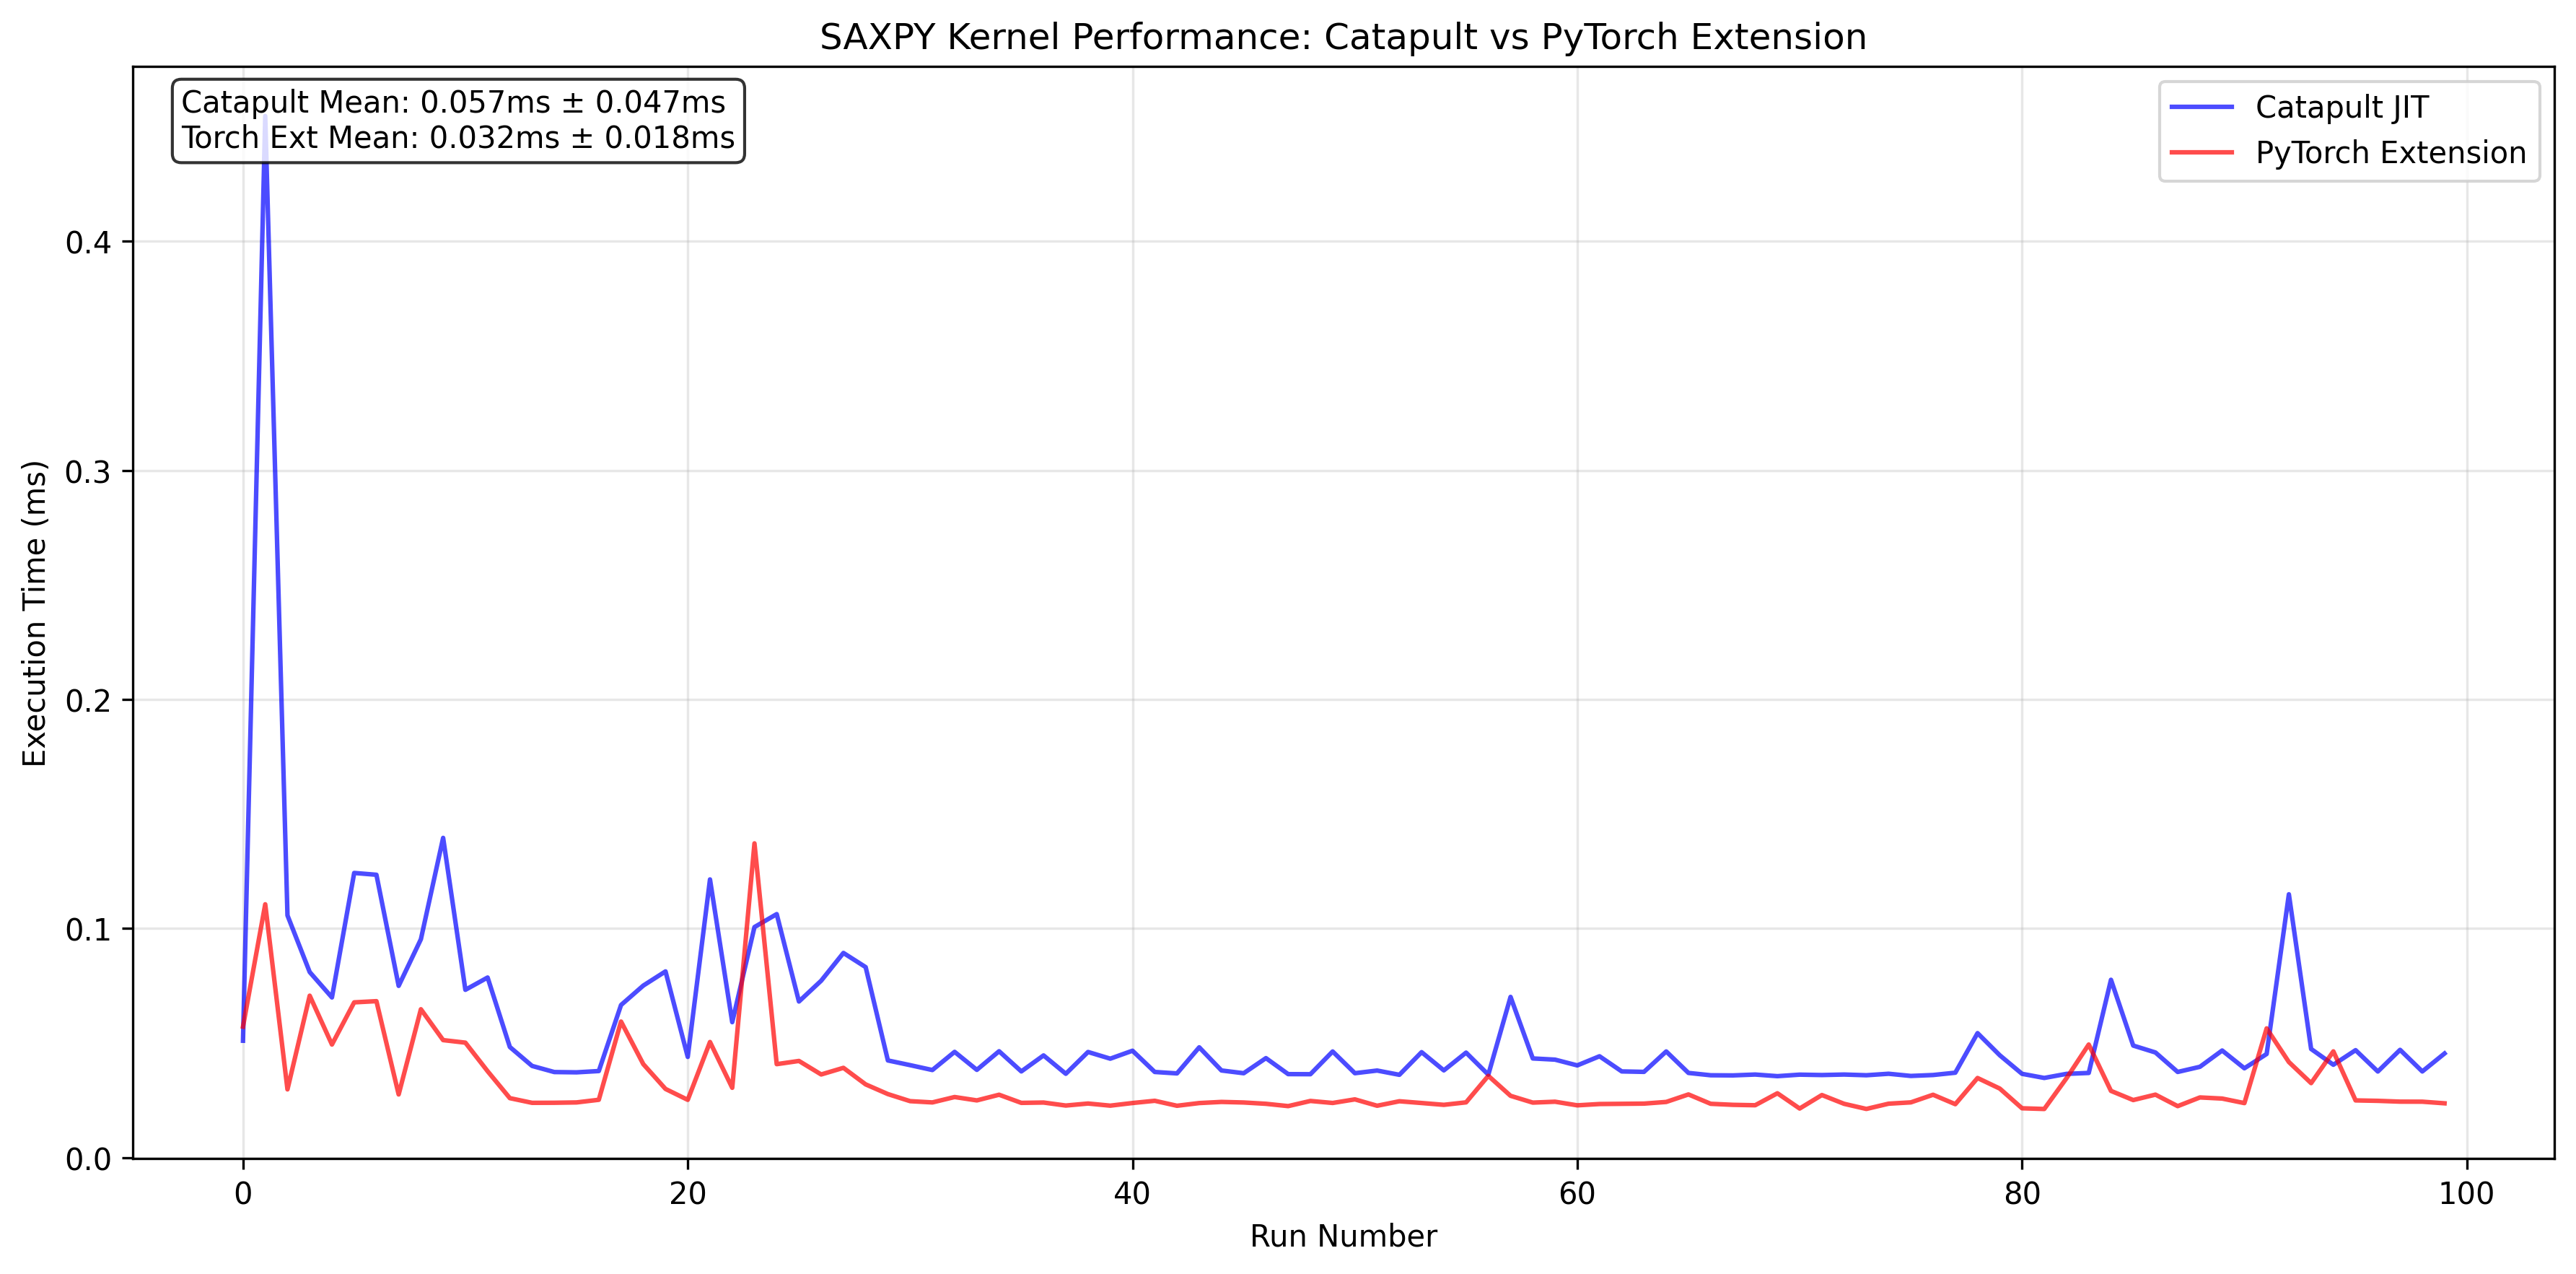 SAXPY Kernel Performance: Catapult vs PyTorch Extension
Catapult Mean: 0.057ms ± 0.047ms
Torch Ext Mean: 0.032ms ± 0.018ms
Catapult JIT
PyTorch Extension
Execution Time (ms)
0.4
0.3
0.2
0.1
0.0
0 20 40 60 80 100
Run Number